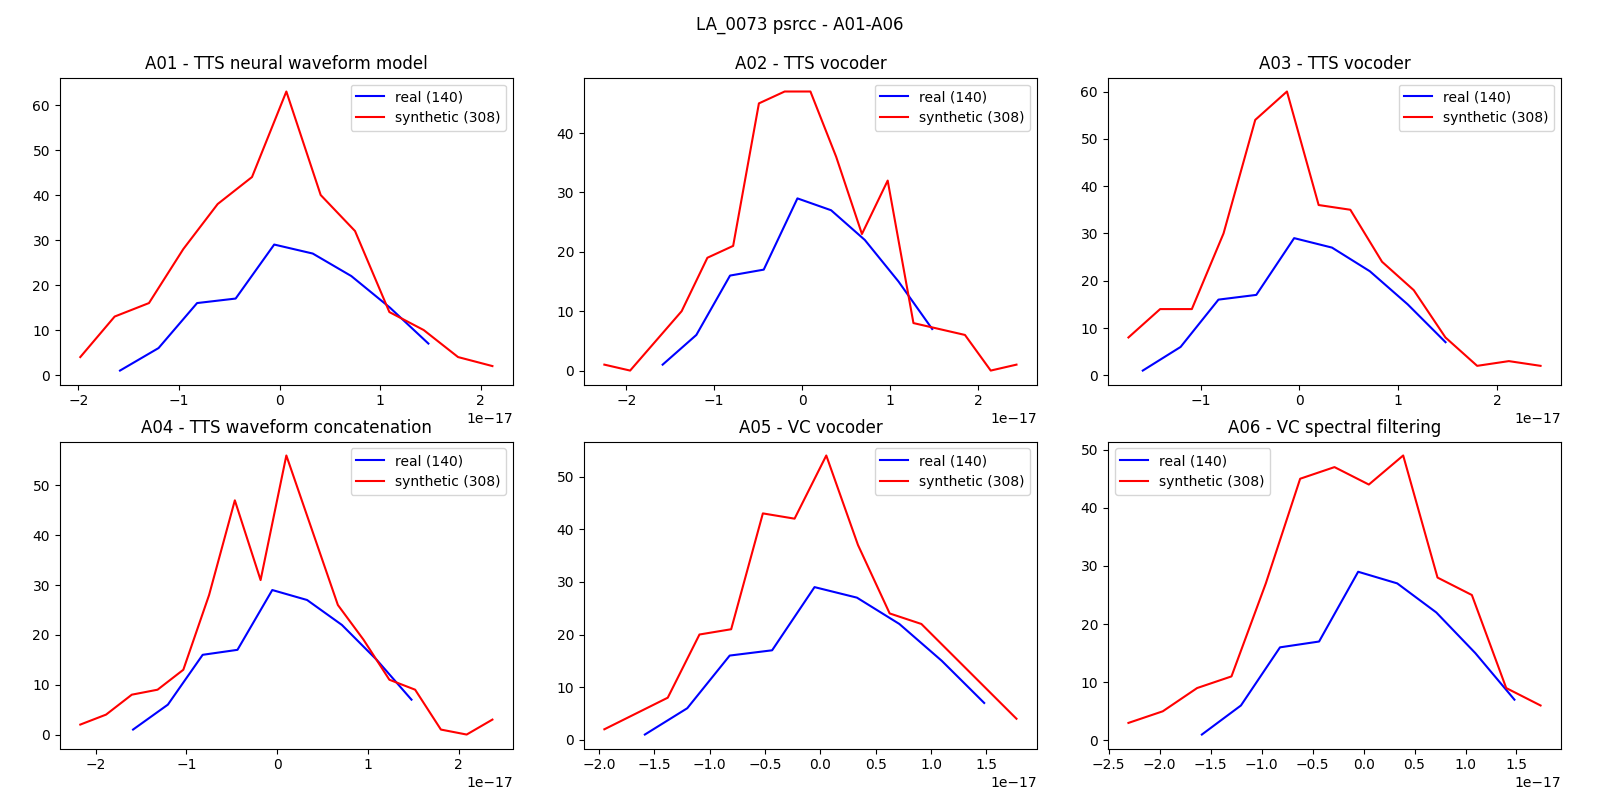 LA_0073 psrcc - A01-A06
A01 - TTS neural waveform model
real (140)
synthetic (308)
60
50
40
30
20
10
0
−2
−1
0
1
2
1e−17
A02 - TTS vocoder
real (140)
synthetic (308)
40
30
20
10
0
−2
−1
0
1
2
1e−17
A03 - TTS vocoder
real (140)
synthetic (308)
60
50
40
30
20
10
0
−1
0
1
2
1e−17
A04 - TTS waveform concatenation
real (140)
synthetic (308)
50
40
30
20
10
0
−2
−1
0
1
2
1e−17
A05 - VC vocoder
real (140)
synthetic (308)
50
40
30
20
10
0
−2.0
−1.5
−1.0
−0.5
0.0
0.5
1.0
1.5
1e−17
A06 - VC spectral filtering
real (140)
synthetic (308)
50
40
30
20
10
0
−2.5
−2.0
−1.5
−1.0
−0.5
0.0
0.5
1.0
1.5
1e−17